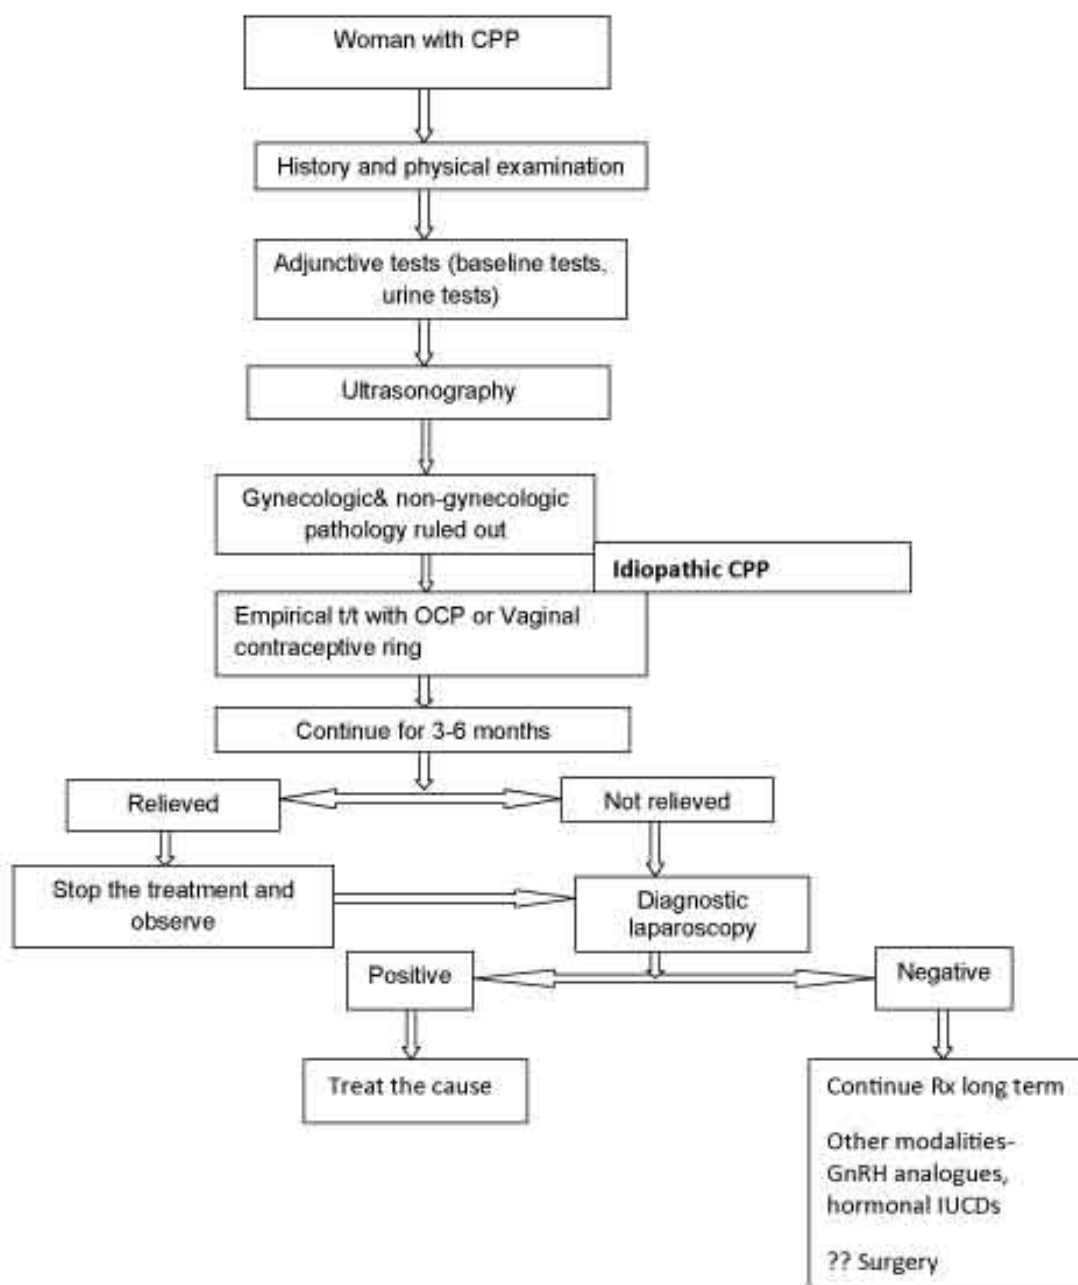 Woman with CPP
History and physical examination
Adjunctive tests (baseline tests,
urine tests)
Ultrasonography
Gynecologic& non-gynecologic
pathology ruled out
Idiopathic CPP
Empirical t/t with OCP or Vaginal
contraceptive ring
Continue for 3-6 months
Relieved
Not relieved
Stop the treatment and
observe
Diagnostic
laparoscopy
Positive
Negative
Treat the cause
Continue Rx long term
Other modalities-
GnRH analogues,
hormonal IUCDs
?? Surgery